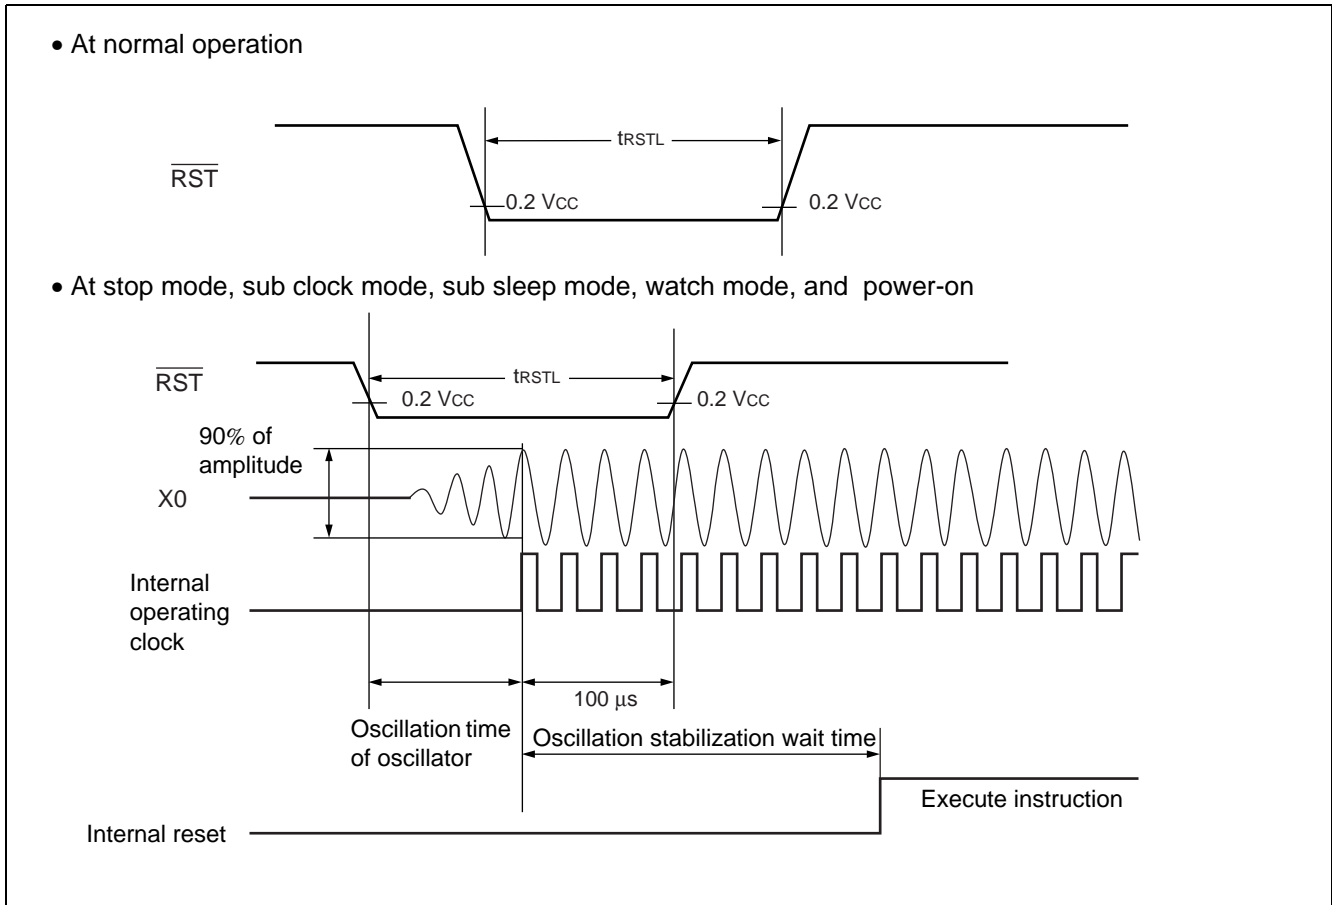 • At normal operation
tRSTL
RST
0.2 VCC
0.2 VCC
• At stop mode, sub clock mode, sub sleep mode, watch mode, and power-on
RST
tRSTL
0.2 VCC
0.2 VCC
90% of
amplitude
X0
Internal
operating
clock
100 μs
Oscillation time
of oscillator
Oscillation stabilization wait time
Execute instruction
Internal reset